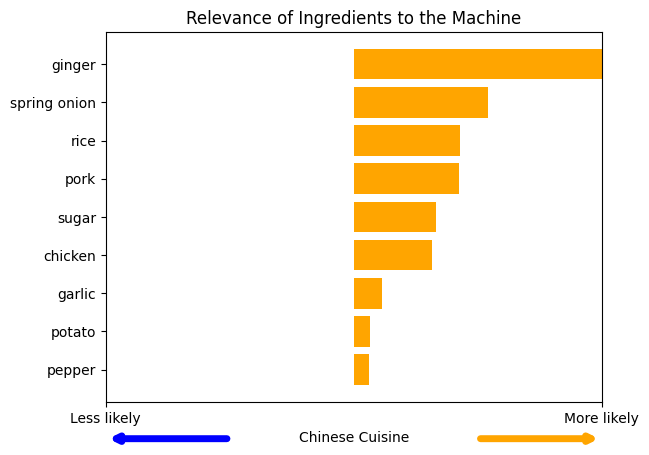 Relevance of Ingredients to the Machine
ginger
spring onion
rice
pork
sugar
chicken
garlic
potato
pepper
Less likely
More likely
Chinese Cuisine